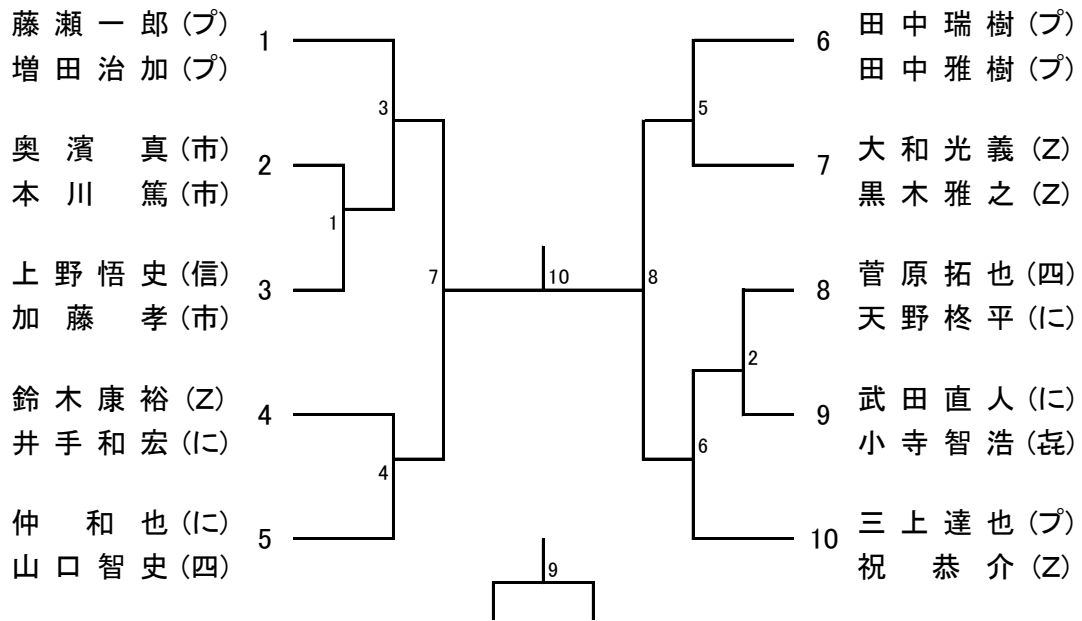 藤瀬一郎(プ)
増田治加(プ)
1
奥濱 真(市)
本川 篤(市)
2
上野悟史(信)
加藤 孝(市)
3
鈴木康裕(Z)
井手和宏(に)
4
仲 和也(に)
山口智史(四)
5
3
1
7
4
10
9
8
5
2
6
6
田中瑞樹(プ)
田中雅樹(プ)
7
大和光義(Z)
黒木雅之(Z)
8
菅原拓也(四)
天野柊平(に)
9
武田直人(に)
小寺智浩(㐂)
10
三上達也(プ)
祝 恭介(Z)